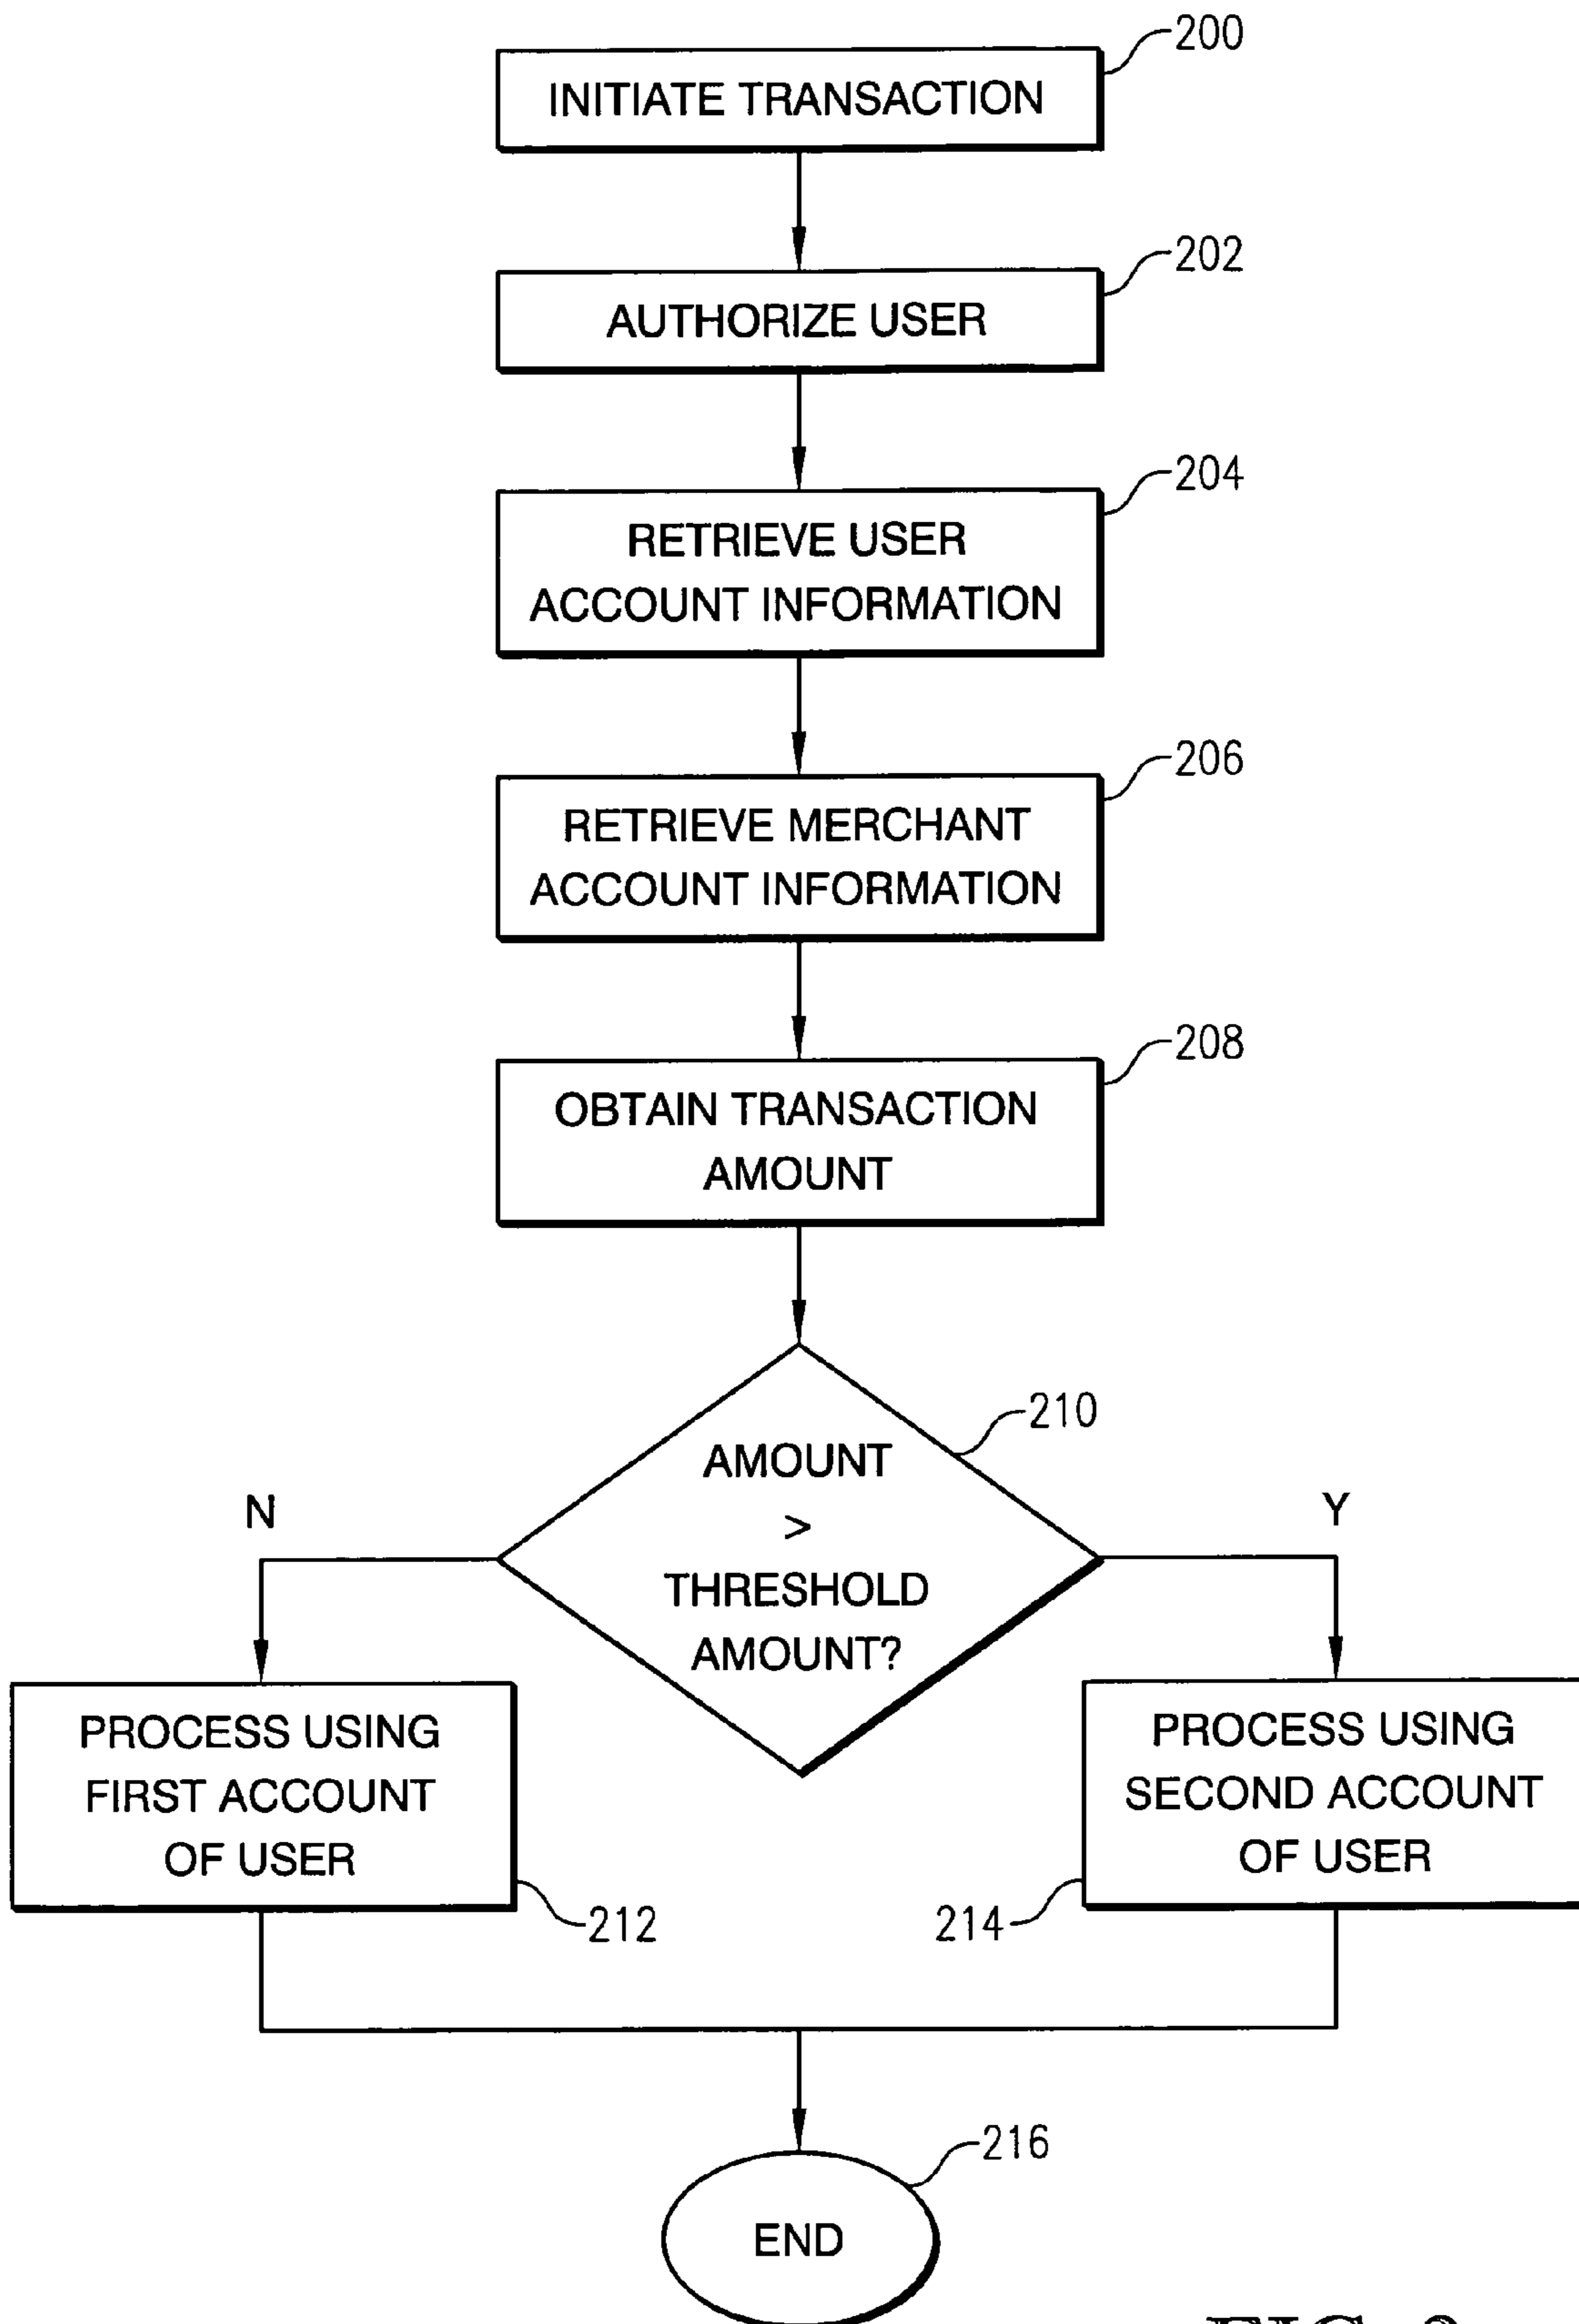 200
INITIATE TRANSACTION
202
AUTHORIZE USER
204
RETRIEVE USER
ACCOUNT INFORMATION
206
RETRIEVE MERCHANT
ACCOUNT INFORMATION
208
OBTAIN TRANSACTION
AMOUNT
210
AMOUNT
>
THRESHOLD
AMOUNT?
N
Y
PROCESS USING
FIRST ACCOUNT
OF USER
212
PROCESS USING
SECOND ACCOUNT
OF USER
214
216
END